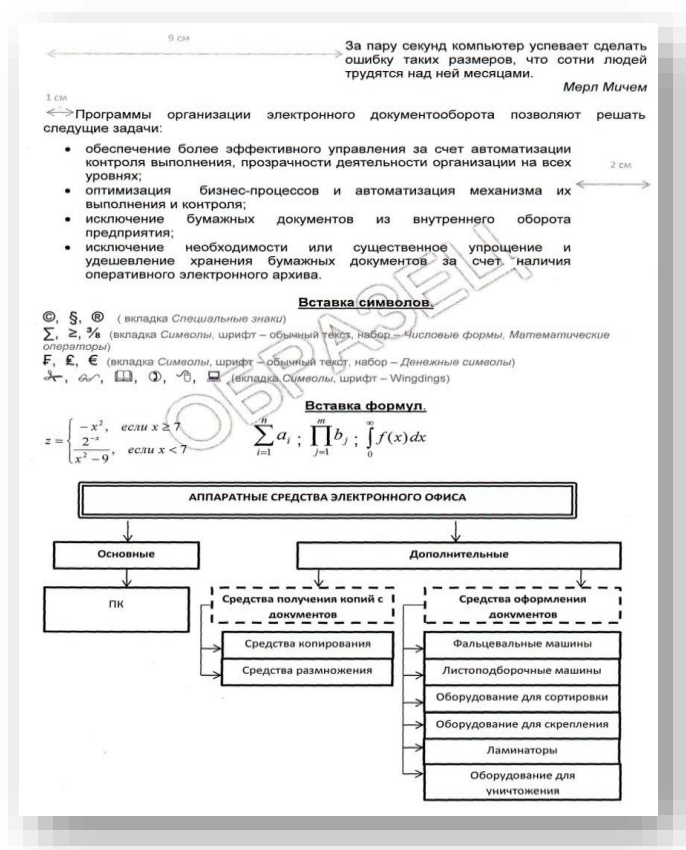 9 см
За пару секунд компьютер успевает сделать
ошибку таких размеров, что сотни людей
трудятся над ней месяцами.
Мерл Мичем
1 см
Программы организации электронного документооборота позволяют решать
следущие задачи:
• обеспечение более эффективного управления за счет автоматизации
контроля выполнения, прозрачности деятельности организации на всех
уровнях;
2 см
• оптимизация бизнес-процессов и автоматизация механизма их
выполнения и контроля;
• исключение бумажных документов из внутреннего оборота
предприятия;
• исключение необходимости или существенное упрощение и
удешевление хранения бумажных документов за счет наличия
оперативного электронного архива.
ОБРАЗЕЦ
Вставка символов.
©, §, ® ( вкладка Специальные знаки)
∑, ≥, ⅜ (вкладка Символы, шрифт – обычный текст, набор – Числовые формы, Математические
операторы)
₣, ₤, € (вкладка Символы, шрифт – обычный текст, набор – Денежные символы)
✂, 👓, 🕮, 🕲, 🖰, 💻 (вкладка Символы, шрифт – Wingdings)
Вставка формул.
z = { −x², если x ≥ 7
2⁻ˣ / (x² − 9), если x < 7
∑ᵢ₌₁ⁿ aᵢ ; ∏ⱼ₌₁ᵐ bⱼ ; ∫₀^∞ f(x)dx
АППАРАТНЫЕ СРЕДСТВА ЭЛЕКТРОННОГО ОФИСА
Основные
Дополнительные
ПК
Средства получения копий с
документов
Средства оформления
документов
Средства копирования
Средства размножения
Фальцевальные машины
Листоподборочные машины
Оборудование для сортировки
Оборудование для скрепления
Ламинаторы
Оборудование для
уничтожения